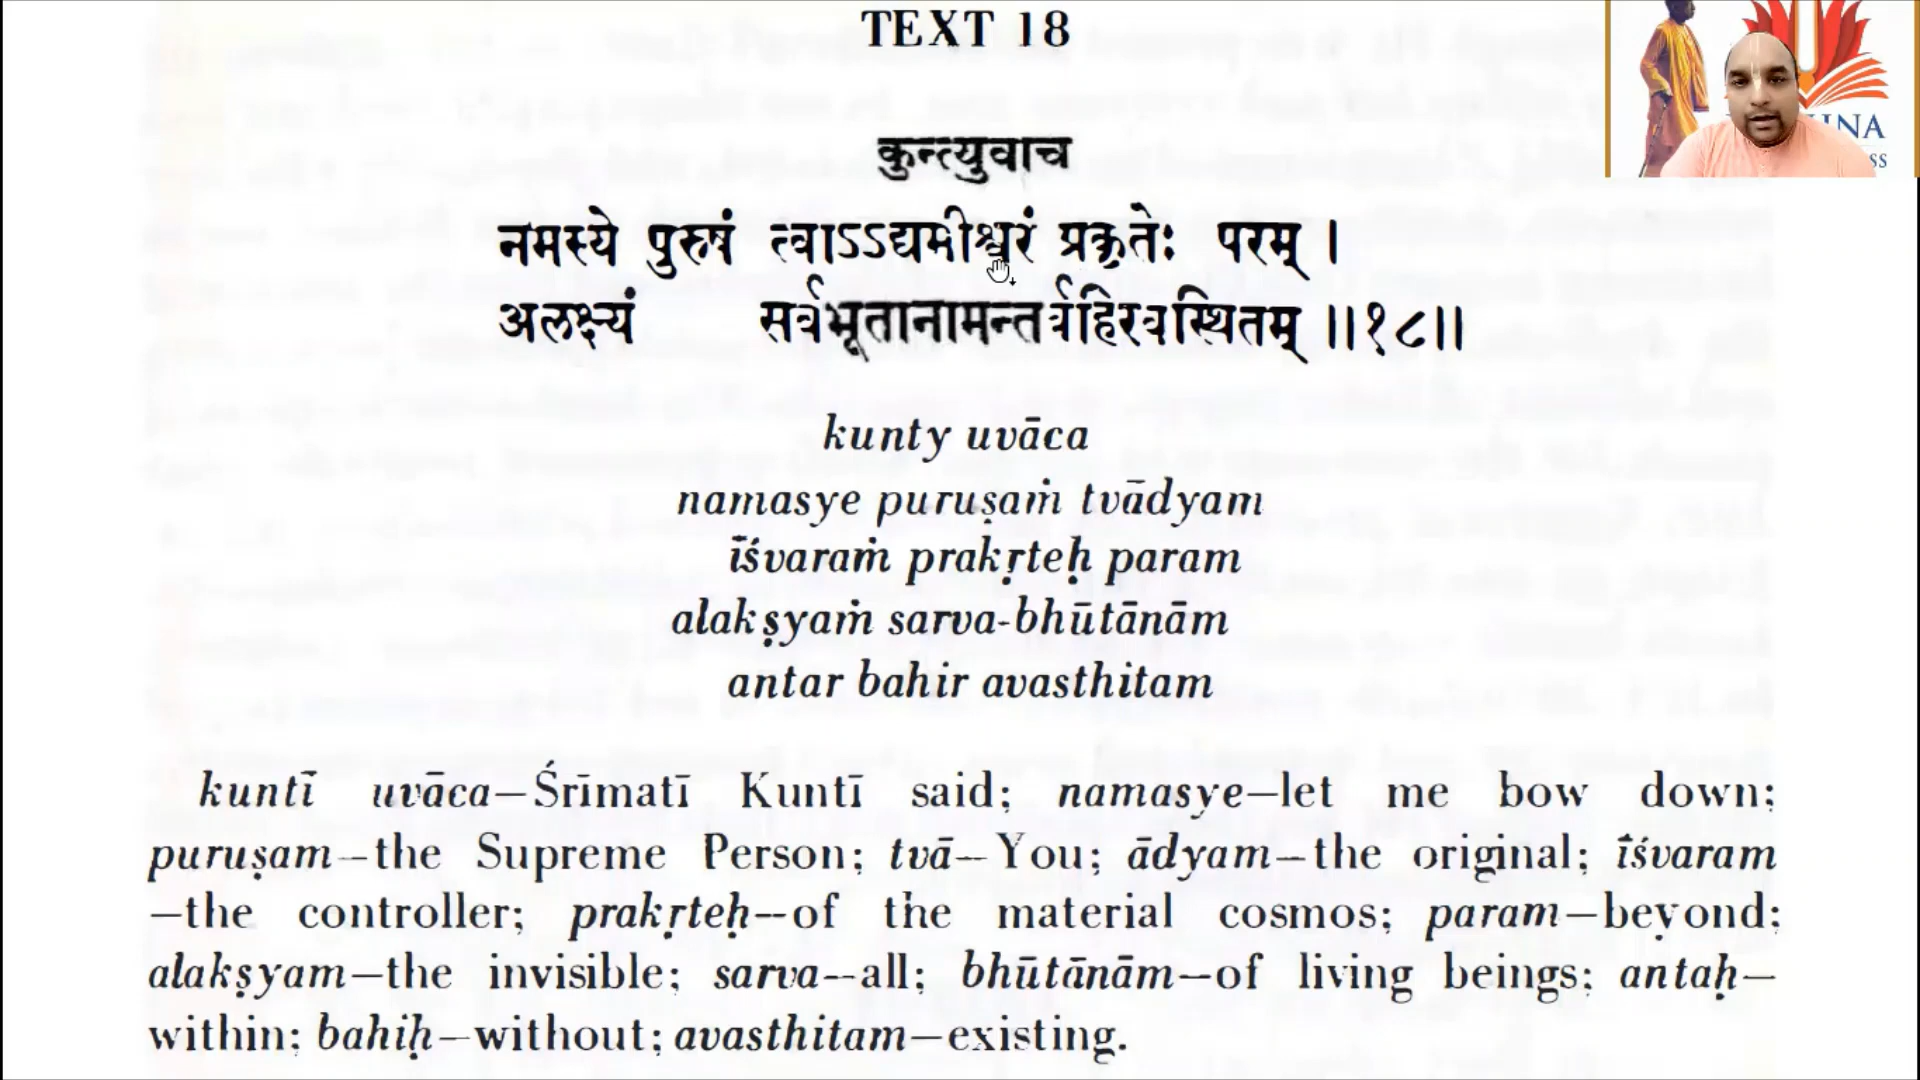 TEXT 18
कुन्त्युवाच
नमस्ये पुरुषं त्वाऽऽद्यमीश्वरं प्रकृतेः परम् ।
अलक्ष्यं सर्वभूतानामन्तर्बहिरवस्थितम् ॥१८॥
kunty uvāca
namasye puruṣaṁ tvādyam
īśvaraṁ prakṛteḥ param
alakṣyaṁ sarva-bhūtānām
antar bahir avasthitam
kuntī uvāca—Śrīmatī Kuntī said; namasye—let me bow down;
puruṣam—the Supreme Person; tvā—You; ādyam—the original; īśvaram
—the controller; prakṛteḥ—of the material cosmos; param—beyond;
alakṣyam—the invisible; sarva—all; bhūtānām—of living beings; antaḥ—
within; bahiḥ—without; avasthitam—existing.